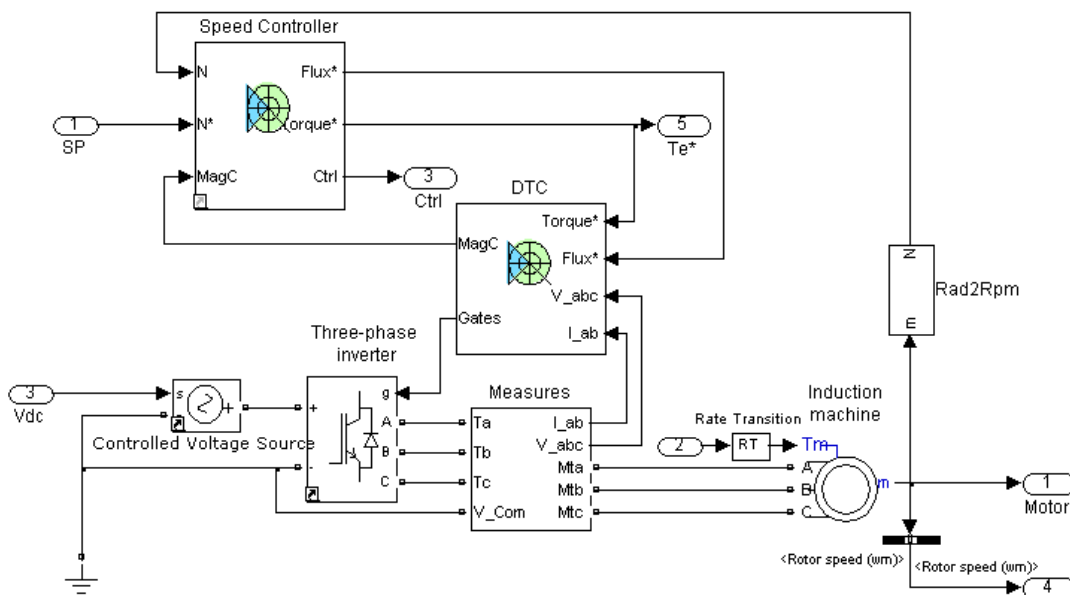 Speed Controller
N
Flux*
1
SP
N*
Torque*
5
Te*
MagC
Ctrl
3
Ctrl
DTC
Torque*
MagC
Flux*
V_abc
Gates
I_ab
N
m
Rad2Rpm
Three-phase
inverter
3
Vdc
s
+
Controlled Voltage Source
+
-
g
A
B
C
Measures
Ta
Tb
Tc
V_Com
I_ab
V_abc
Mta
Mtb
Mtc
Rate Transition
2
RT
Induction
machine
Tm
A
B
C
m
1
Motor
<Rotor speed (wm)>
<Rotor speed (wm)>
4